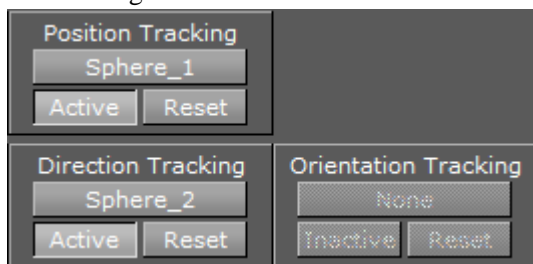 Position Tracking
Sphere_1
Active Reset
Direction Tracking
Sphere_2
Active Reset
Orientation Tracking
None
Inactive Reset